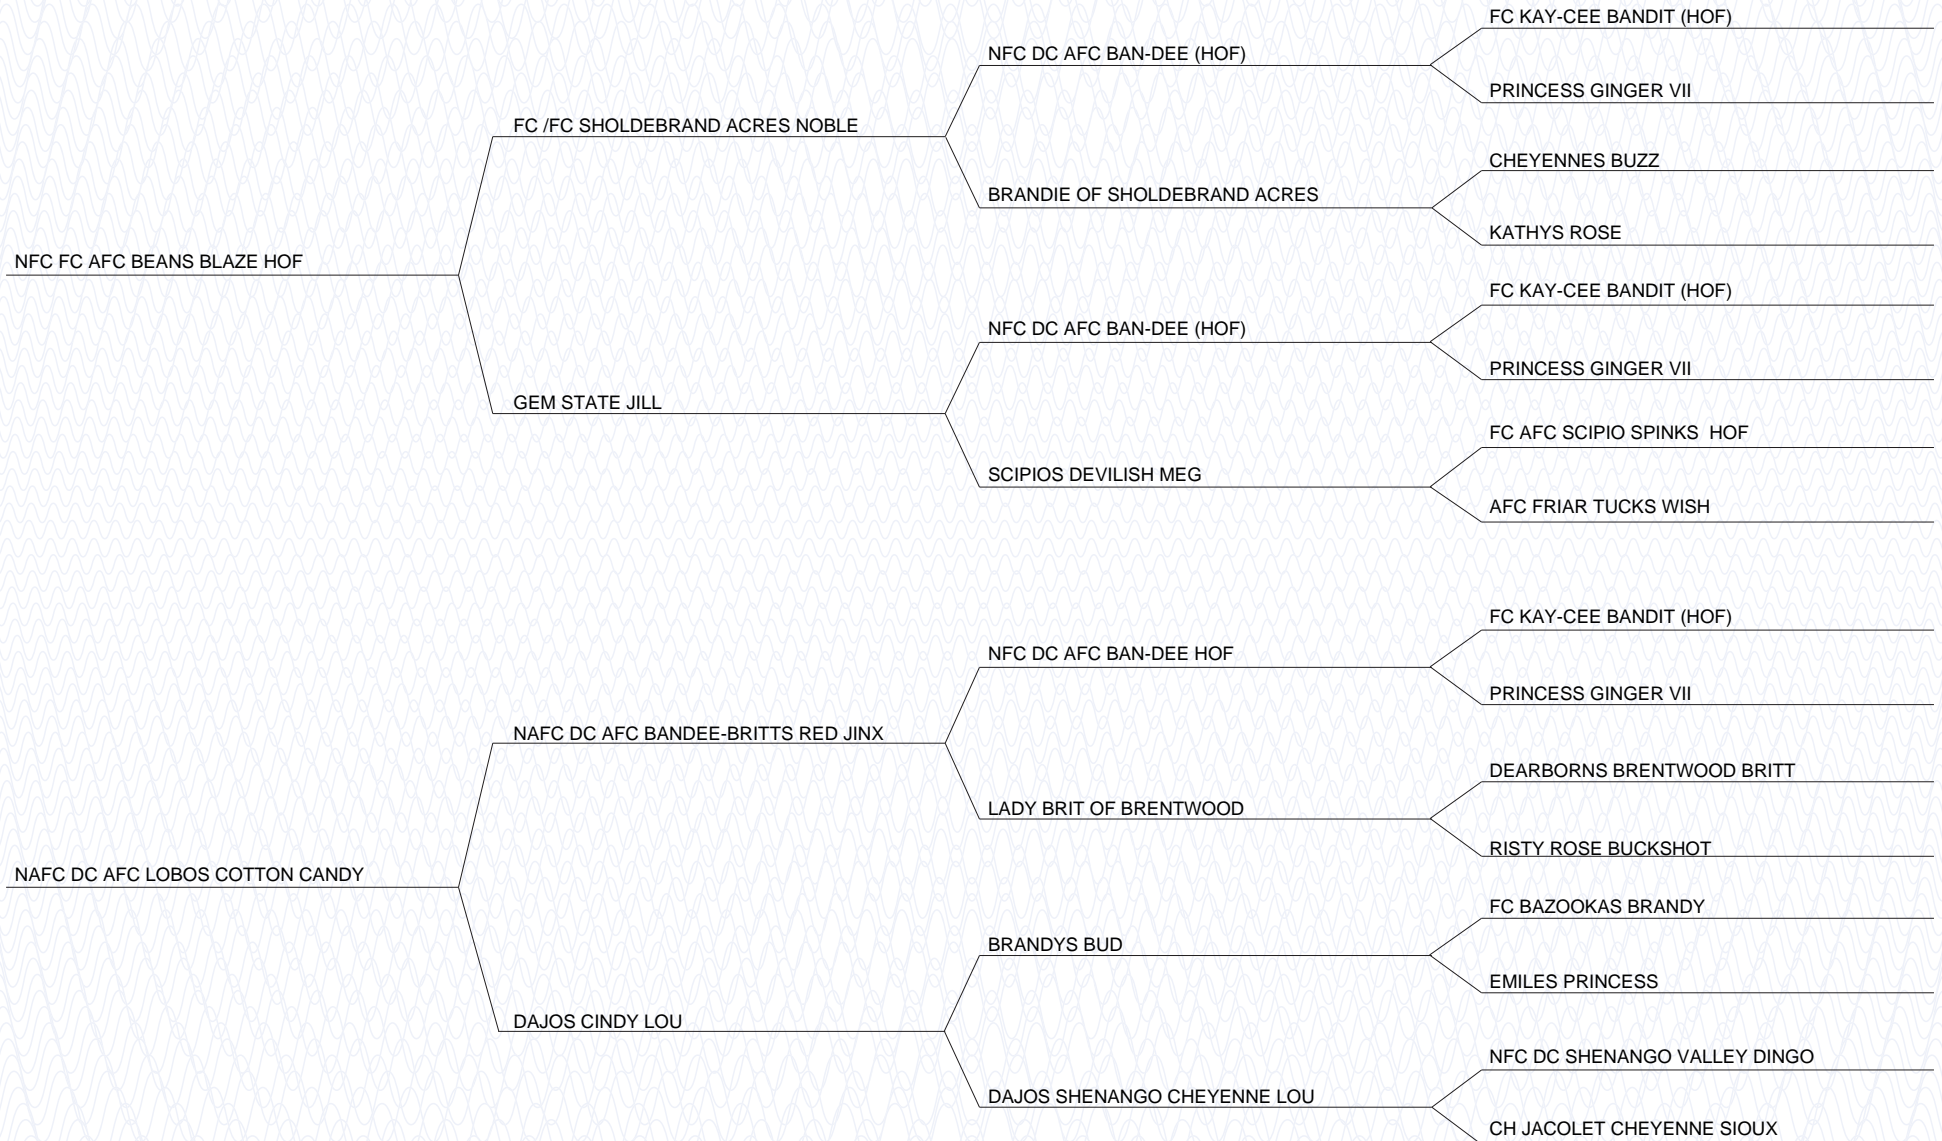 FC KAY-CEE BANDIT (HOF)
NFC DC AFC BAN-DEE (HOF)
PRINCESS GINGER VII
FC /FC SHOLDEBRAND ACRES NOBLE
CHEYENNES BUZZ
BRANDIE OF SHOLDEBRAND ACRES
KATHYS ROSE
NFC FC AFC BEANS BLAZE HOF
FC KAY-CEE BANDIT (HOF)
NFC DC AFC BAN-DEE (HOF)
PRINCESS GINGER VII
GEM STATE JILL
FC AFC SCIPIO SPINKS  HOF
SCIPIOS DEVILISH MEG
AFC FRIAR TUCKS WISH
FC KAY-CEE BANDIT (HOF)
NFC DC AFC BAN-DEE HOF
PRINCESS GINGER VII
NAFC DC AFC BANDEE-BRITTS RED JINX
DEARBORNS BRENTWOOD BRITT
LADY BRIT OF BRENTWOOD
RISTY ROSE BUCKSHOT
NAFC DC AFC LOBOS COTTON CANDY
FC BAZOOKAS BRANDY
BRANDYS BUD
EMILES PRINCESS
DAJOS CINDY LOU
NFC DC SHENANGO VALLEY DINGO
DAJOS SHENANGO CHEYENNE LOU
CH JACOLET CHEYENNE SIOUX